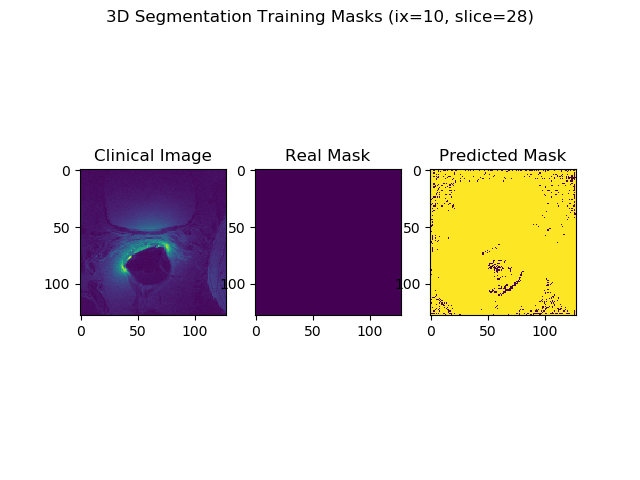 3D Segmentation Training Masks (ix=10, slice=28)
Clinical Image Real Mask Predicted Mask
0 0 0
50 50 50
100 100 100
0 50 100 0 50 100 0 50 100